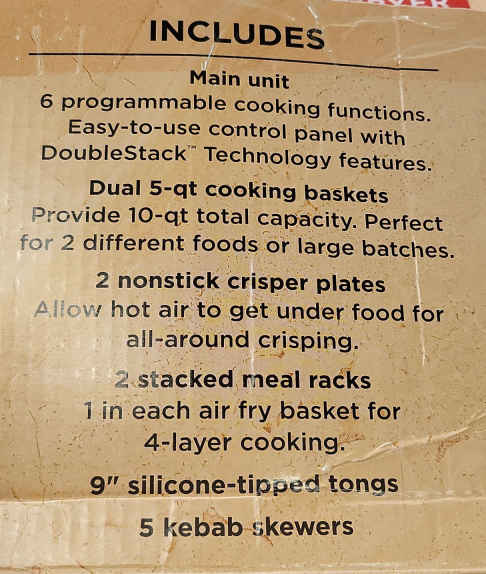 INCLUDES
Main unit
6 programmable cooking functions.
Easy-to-use control panel with
DoubleStack™ Technology features.
Dual 5-qt cooking baskets
Provide 10-qt total capacity. Perfect
for 2 different foods or large batches.
2 nonstick crisper plates
Allow hot air to get under food for
all-around crisping.
2 stacked meal racks
1 in each air fry basket for
4-layer cooking.
9" silicone-tipped tongs
5 kebab skewers